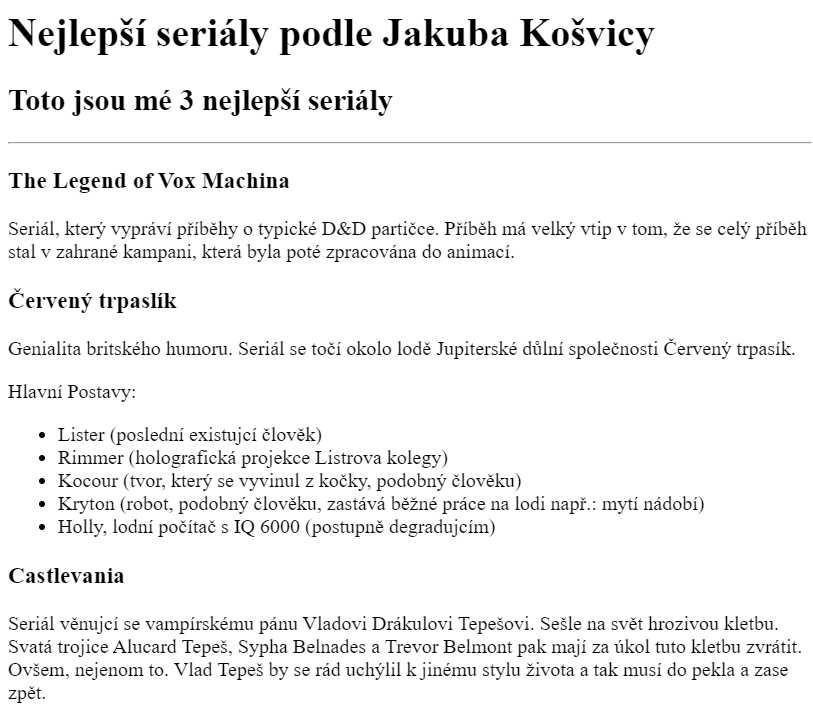 Nejlepší seriály podle Jakuba Košvicy
Toto jsou mé 3 nejlepší seriály
The Legend of Vox Machina
Seriál, který vypráví příběhy o typické D&D partičce. Příběh má velký vtip v tom, že se celý příběh
stal v zahrané kampani, která byla poté zpracována do animací.
Červený trpaslík
Genialita britského humoru. Seriál se točí okolo lodě Jupiterské důlní společnosti Červený trpasík.
Hlavní Postavy:
• Lister (poslední existujcí člověk)
• Rimmer (holografická projekce Listrova kolegy)
• Kocour (tvor, který se vyvinul z kočky, podobný člověku)
• Kryton (robot, podobný člověku, zastává běžné práce na lodi např.: mytí nádobí)
• Holly, lodní počítač s IQ 6000 (postupně degradujcím)
Castlevania
Seriál věnujcí se vampírskému pánu Vladovi Drákulovi Tepešovi. Sešle na svět hrozivou kletbu.
Svatá trojice Alucard Tepeš, Sypha Belnades a Trevor Belmont pak mají za úkol tuto kletbu zvrátit.
Ovšem, nejenom to. Vlad Tepeš by se rád uchýlil k jinému stylu života a tak musí do pekla a zase
zpět.